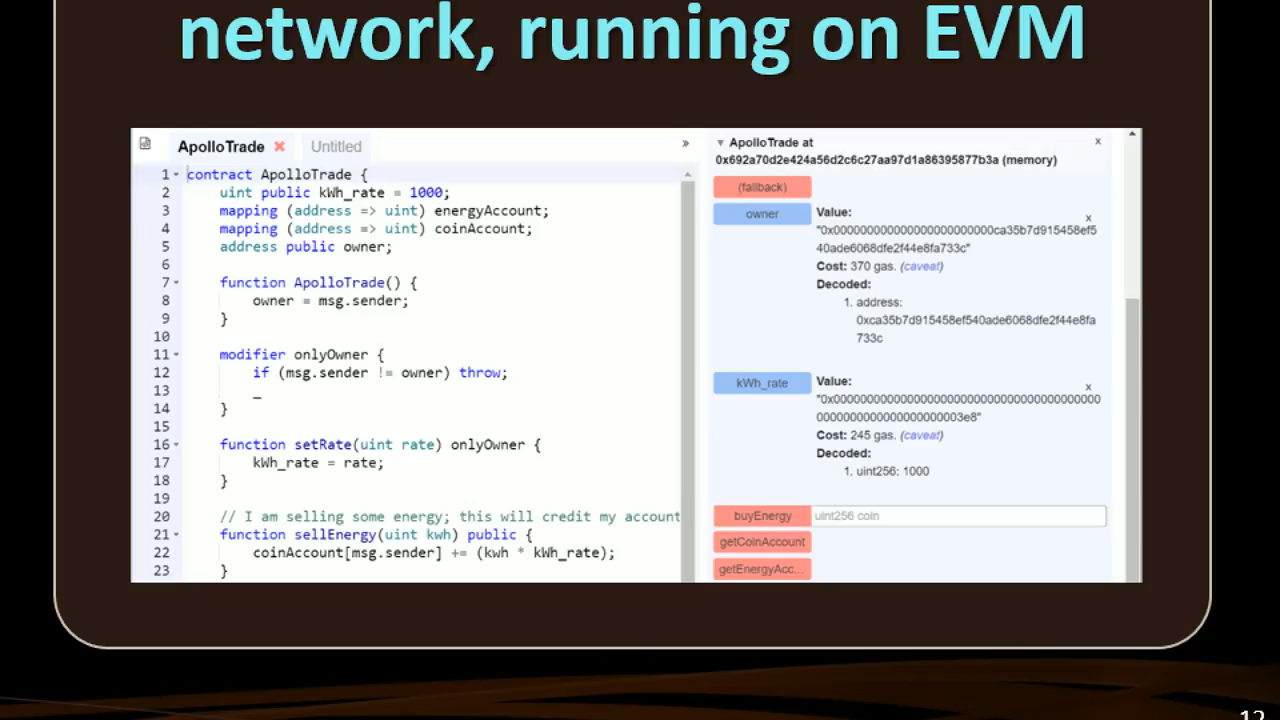 network, running on EVM
ApolloTrade ✕ Untitled »
1 contract ApolloTrade {
2 uint public kWh_rate = 1000;
3 mapping (address => uint) energyAccount;
4 mapping (address => uint) coinAccount;
5 address public owner;
6
7 function ApolloTrade() {
8 owner = msg.sender;
9 }
10
11 modifier onlyOwner {
12 if (msg.sender != owner) throw;
13 _
14 }
15
16 function setRate(uint rate) onlyOwner {
17 kWh_rate = rate;
18 }
19
20 // I am selling some energy; this will credit my account
21 function sellEnergy(uint kwh) public {
22 coinAccount[msg.sender] += (kwh * kWh_rate);
23 }
▼ ApolloTrade at x
0x692a70d2e424a56d2c6c27aa97d1a86395877b3a (memory)
(fallback)
owner Value: x
"0x000000000000000000000000ca35b7d915458ef5
40ade6068dfe2f44e8fa733c"
Cost: 370 gas. (caveat)
Decoded:
1. address:
0xca35b7d915458ef540ade6068dfe2f44e8fa
733c
kWh_rate Value: x
"0x0000000000000000000000000000000000000000
0000000000000000000003e8"
Cost: 245 gas. (caveat)
Decoded:
1. uint256: 1000
buyEnergy uint256 coin
getCoinAccount
getEnergyAcc...
12